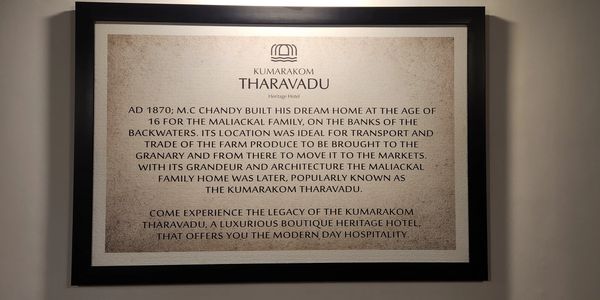 KUMARAKOM
THARAVADU
Heritage Hotel
AD 1870; M.C CHANDY BUILT HIS DREAM HOME AT THE AGE OF
16 FOR THE MALIACKAL FAMILY, ON THE BANKS OF THE
BACKWATERS. ITS LOCATION WAS IDEAL FOR TRANSPORT AND
TRADE OF THE FARM PRODUCE TO BE BROUGHT TO THE
GRANARY AND FROM THERE TO MOVE IT TO THE MARKETS.
WITH ITS GRANDEUR AND ARCHITECTURE THE MALIACKAL
FAMILY HOME WAS LATER, POPULARLY KNOWN AS
THE KUMARAKOM THARAVADU.
COME EXPERIENCE THE LEGACY OF THE KUMARAKOM
THARAVADU, A LUXURIOUS BOUTIQUE HERITAGE HOTEL,
THAT OFFERS YOU THE MODERN DAY HOSPITALITY.